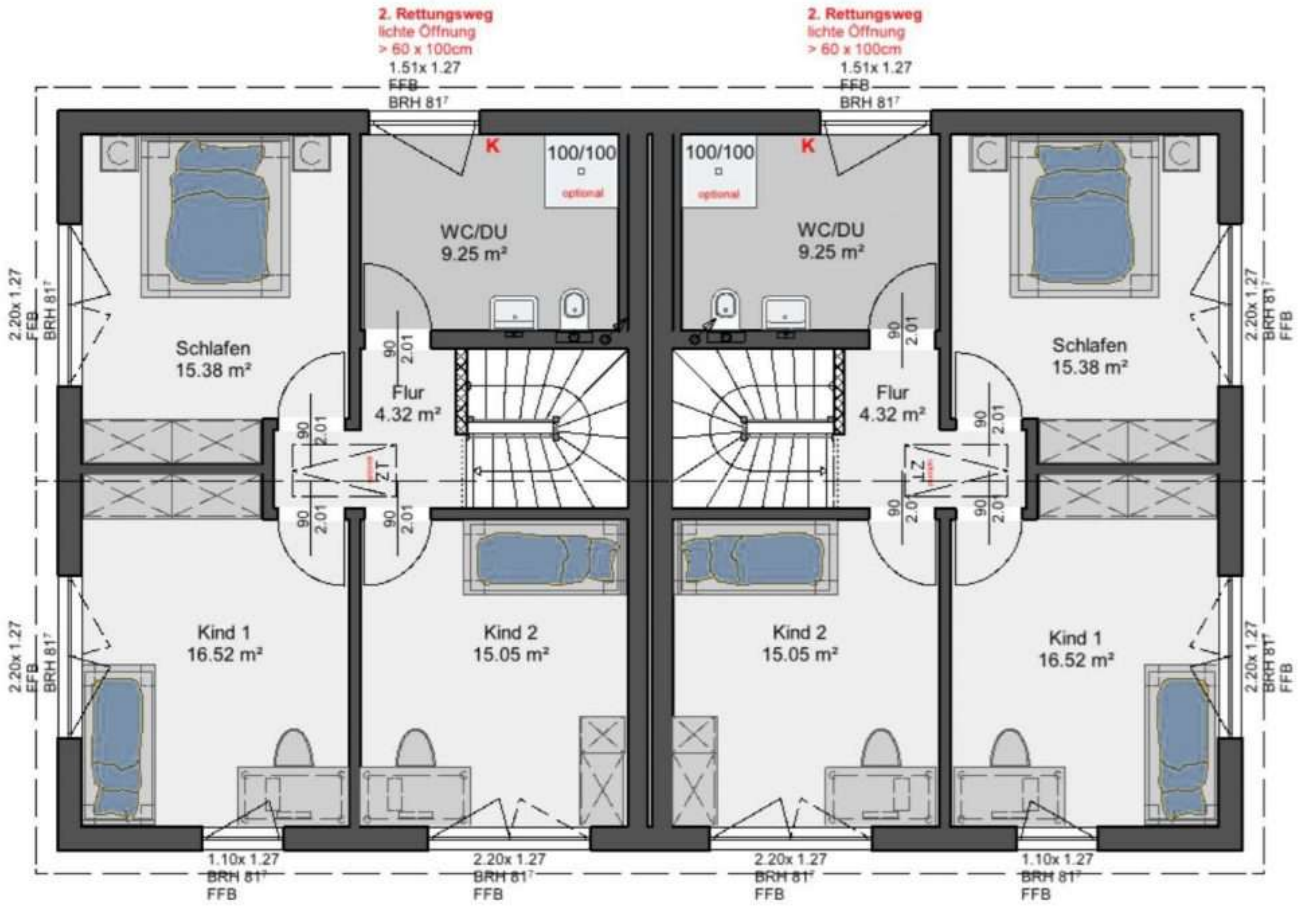 2. Rettungsweg
lichte Öffnung
> 60 x 100cm
1.51x 1.27
FFB
BRH 81⁷
2. Rettungsweg
lichte Öffnung
> 60 x 100cm
1.51x 1.27
FFB
BRH 81⁷
K
100/100
optional
100/100
optional
K
WC/DU
9.25 m²
WC/DU
9.25 m²
2.20x 1.27
FFB
BRH 81⁷
Schlafen
15.38 m²
90
2.01
90
2.01
Schlafen
15.38 m²
2.20x 1.27
BRH 81⁷
FFB
Flur
4.32 m²
Flur
4.32 m²
90
2.01
90
2.01
ZT
ZT
90
2.01
90
2.01
90
2.01
90
2.01
2.20x 1.27
FFB
BRH 81⁷
Kind 1
16.52 m²
Kind 2
15.05 m²
Kind 2
15.05 m²
Kind 1
16.52 m²
2.20x 1.27
BRH 81⁷
FFB
1.10x 1.27
BRH 81⁷
FFB
2.20x 1.27
BRH 81⁷
FFB
2.20x 1.27
BRH 81⁷
FFB
1.10x 1.27
BRH 81⁷
FFB